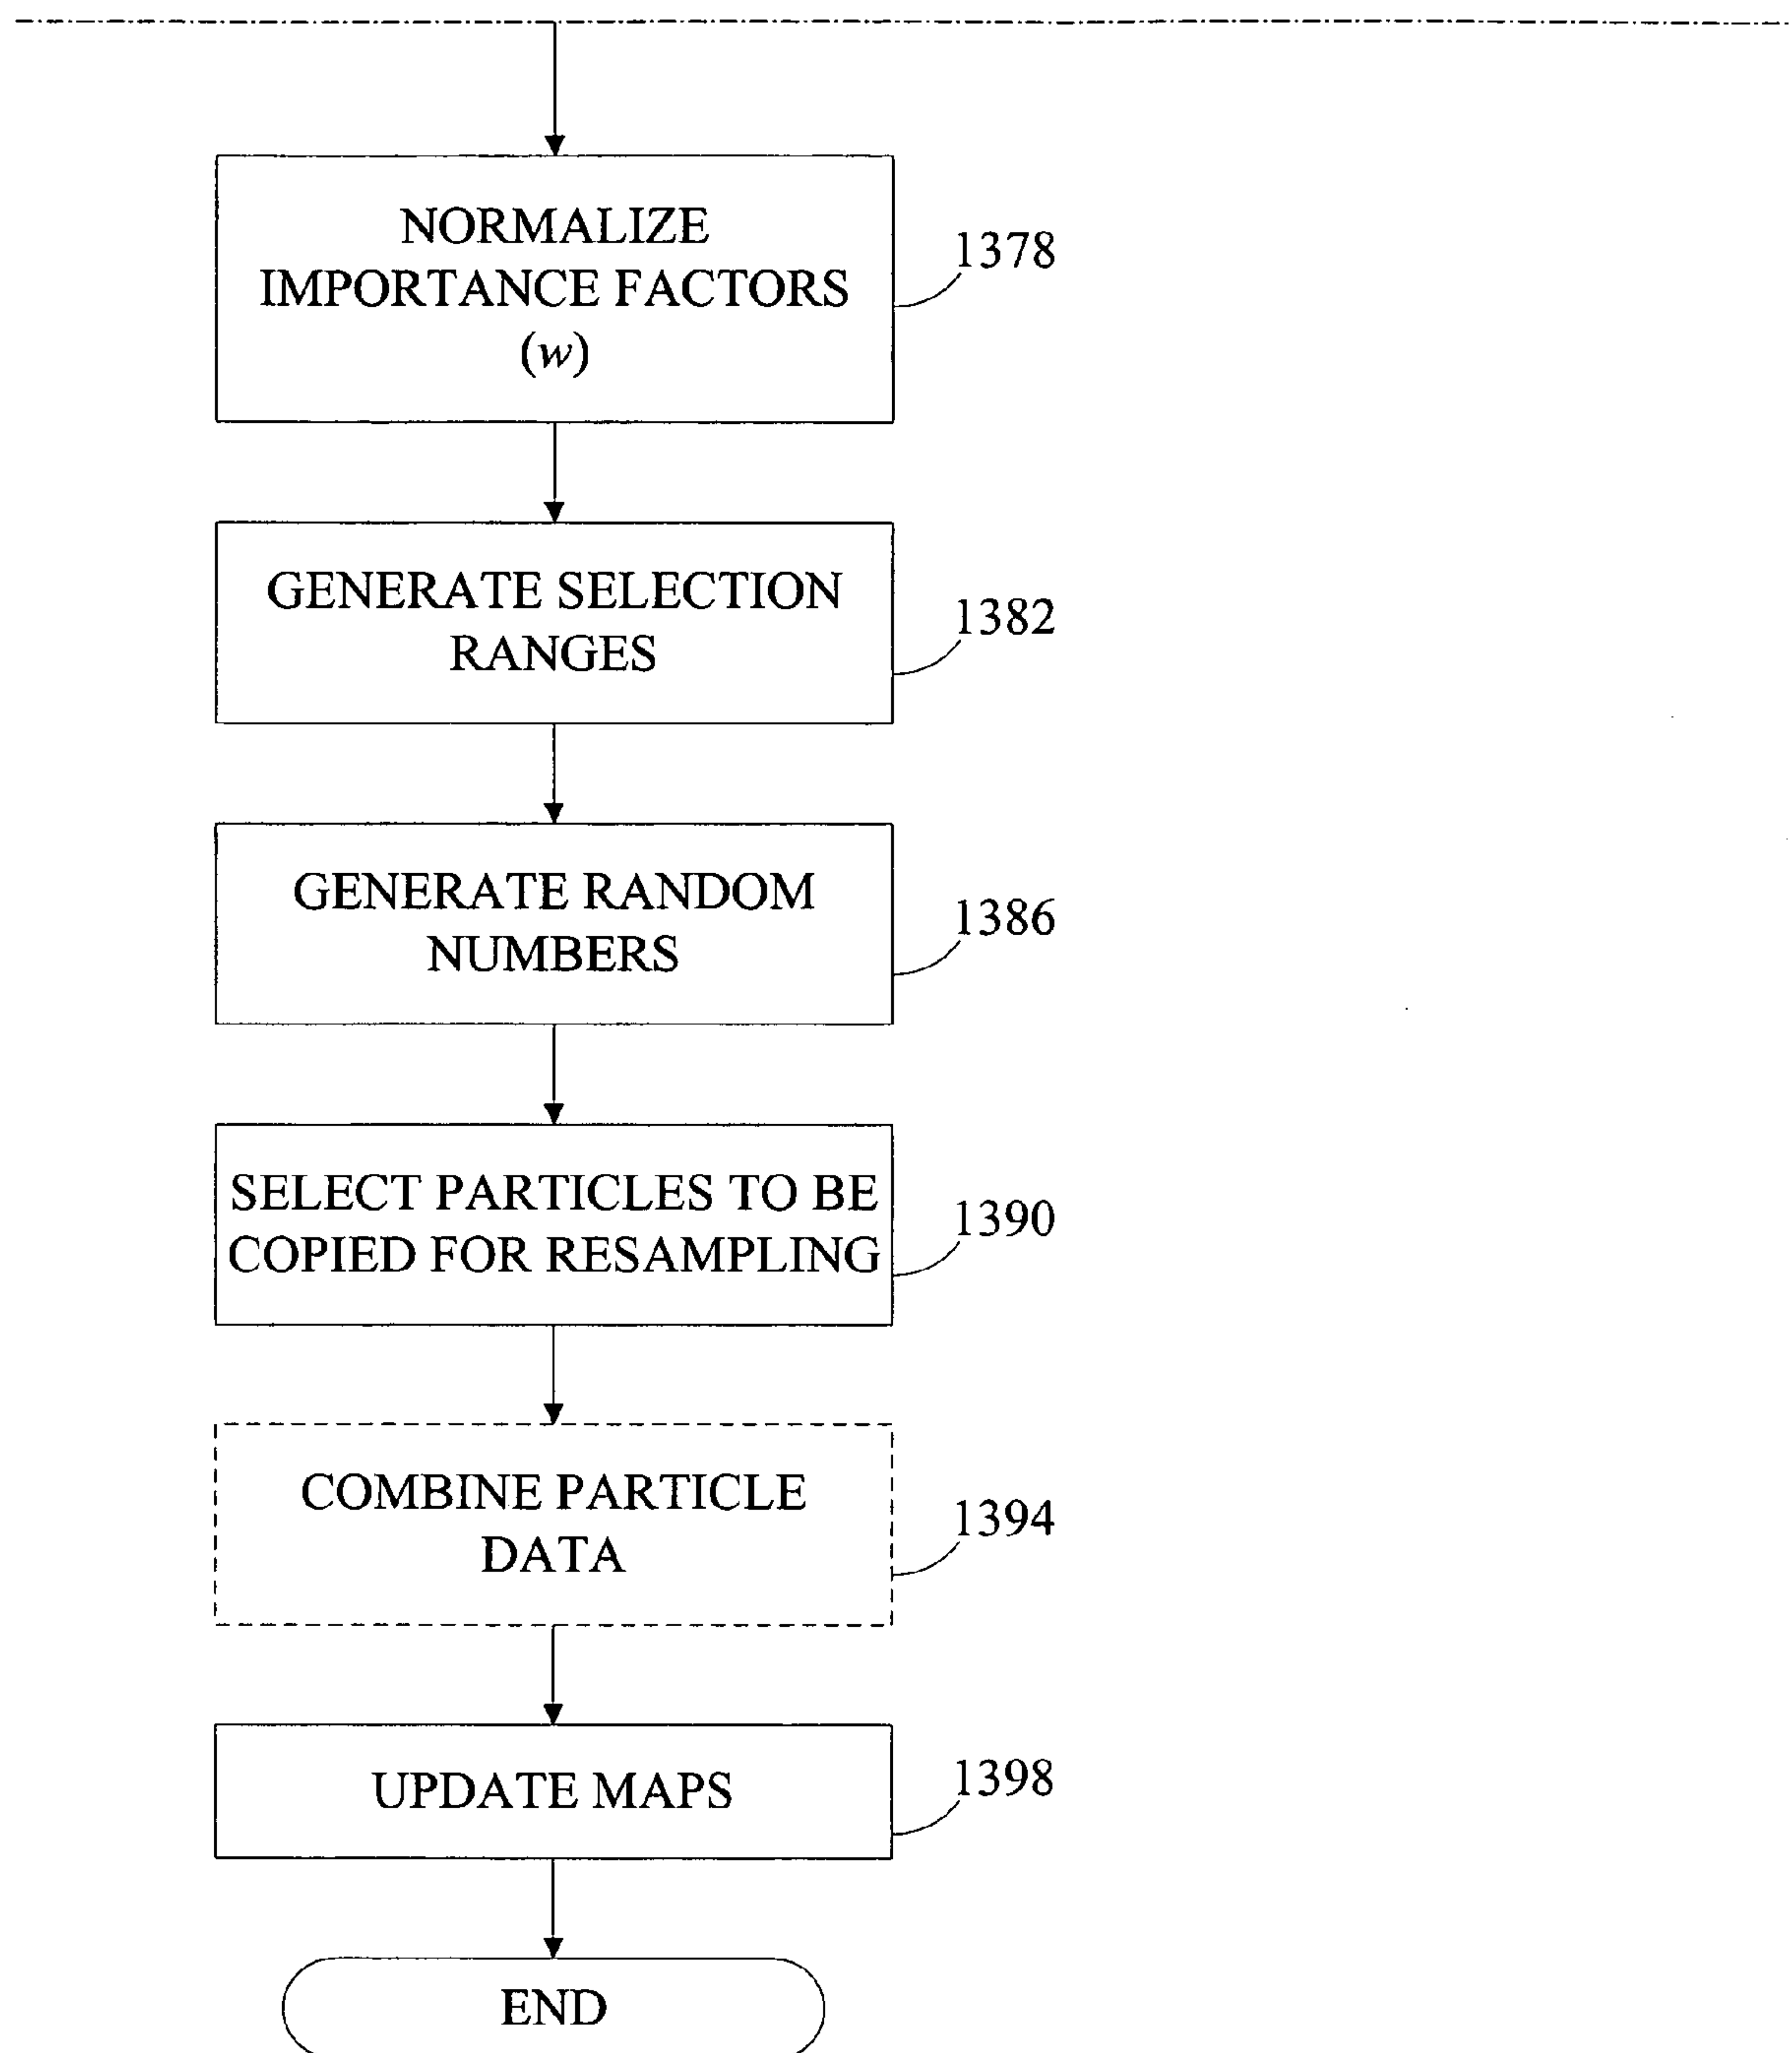 NORMALIZE
IMPORTANCE FACTORS
(w)
1378
GENERATE SELECTION
RANGES
1382
GENERATE RANDOM
NUMBERS
1386
SELECT PARTICLES TO BE
COPIED FOR RESAMPLING
1390
COMBINE PARTICLE
DATA
1394
UPDATE MAPS
1398
END